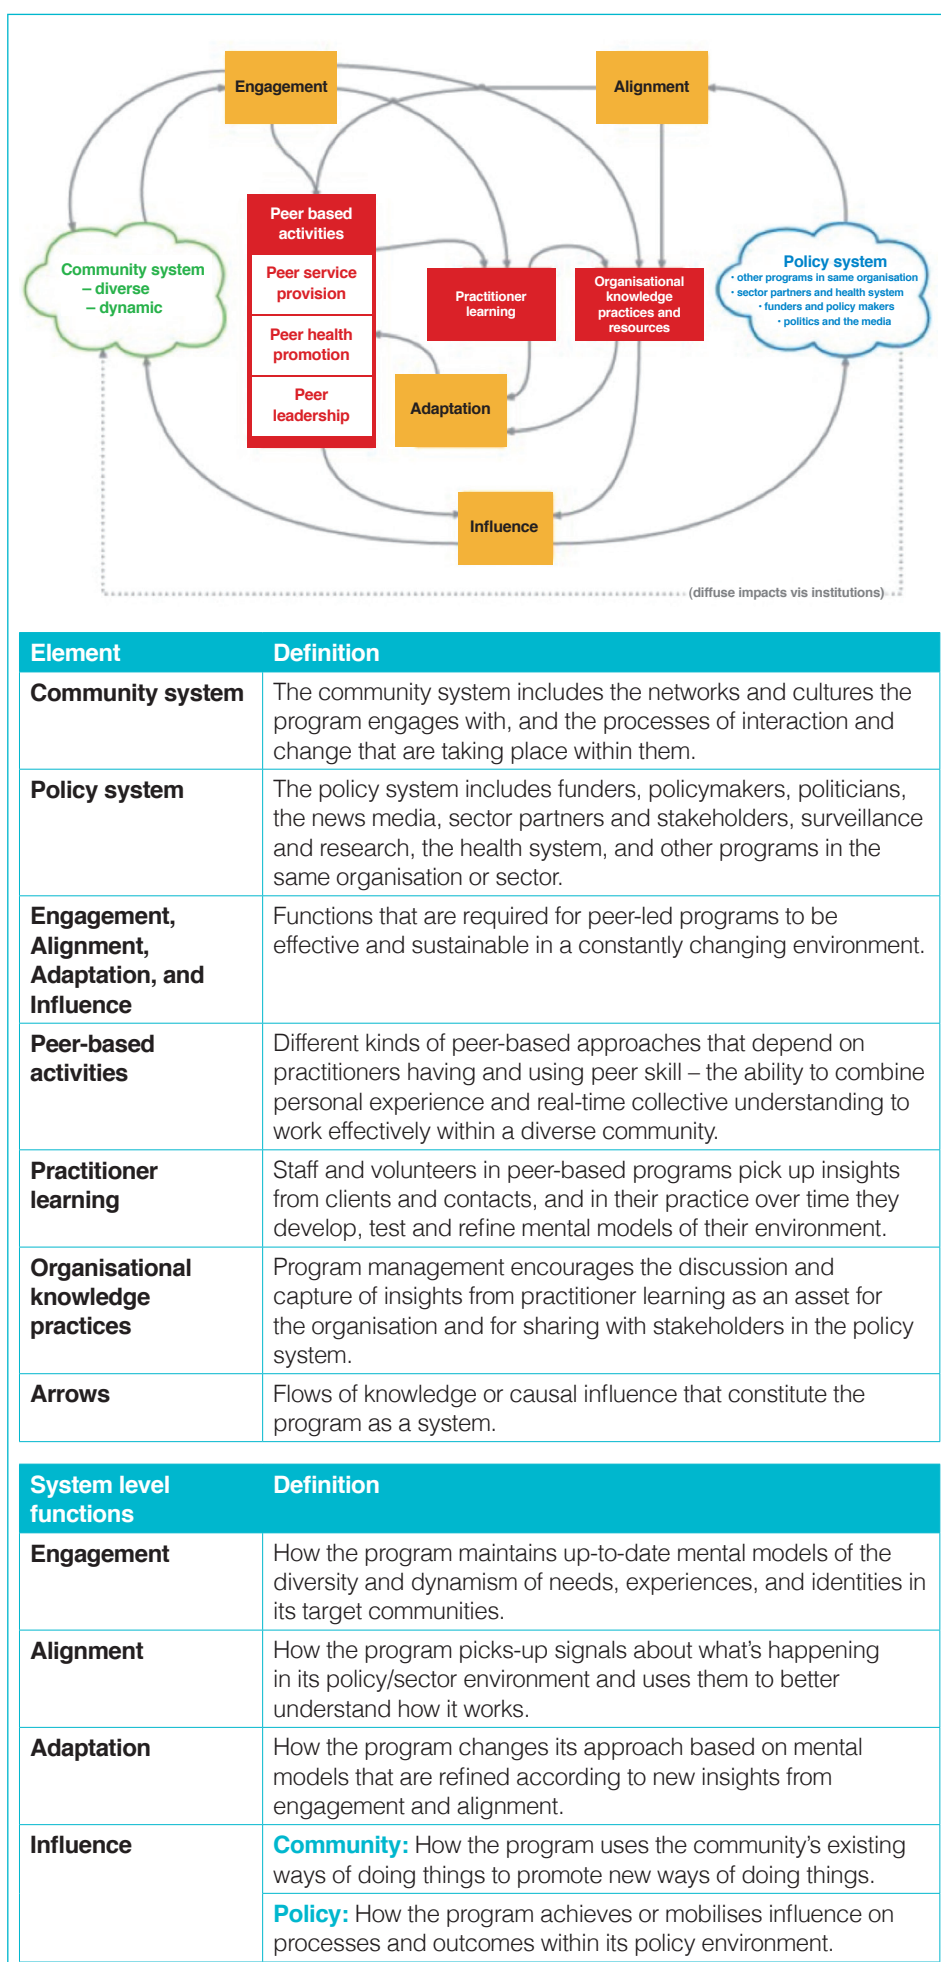 Engagement
Alignment
Peer based
activities
Peer service
provision
Peer health
promotion
Peer
leadership
Community system
– diverse
– dynamic
Practitioner
learning
Organisational
knowledge
practices and
resources
Policy system
• other programs in same organisation
• sector partners and health system
• funders and policy makers
• politics and the media
Adaptation
Influence
(diffuse impacts vis institutions)
Element Definition
Community system The community system includes the networks and cultures the
program engages with, and the processes of interaction and
change that are taking place within them.
Policy system The policy system includes funders, policymakers, politicians,
the news media, sector partners and stakeholders, surveillance
and research, the health system, and other programs in the
same organisation or sector.
Engagement, Functions that are required for peer-led programs to be
Alignment, effective and sustainable in a constantly changing environment.
Adaptation, and
Influence
Peer-based Different kinds of peer-based approaches that depend on
activities practitioners having and using peer skill – the ability to combine
personal experience and real-time collective understanding to
work effectively within a diverse community.
Practitioner Staff and volunteers in peer-based programs pick up insights
learning from clients and contacts, and in their practice over time they
develop, test and refine mental models of their environment.
Organisational Program management encourages the discussion and
knowledge capture of insights from practitioner learning as an asset for
practices the organisation and for sharing with stakeholders in the policy
system.
Arrows Flows of knowledge or causal influence that constitute the
program as a system.
System level Definition
functions
Engagement How the program maintains up-to-date mental models of the
diversity and dynamism of needs, experiences, and identities in
its target communities.
Alignment How the program picks-up signals about what's happening
in its policy/sector environment and uses them to better
understand how it works.
Adaptation How the program changes its approach based on mental
models that are refined according to new insights from
engagement and alignment.
Influence Community: How the program uses the community's existing
ways of doing things to promote new ways of doing things.
Policy: How the program achieves or mobilises influence on
processes and outcomes within its policy environment.